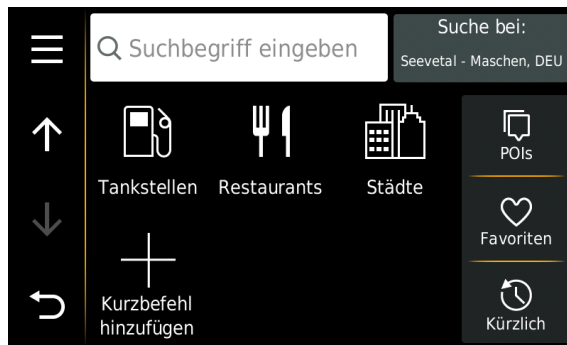 Suchbegriff eingeben
Suche bei:
Seevetal - Maschen, DEU
Tankstellen
Restaurants
Städte
POIs
Favoriten
Kurzbefehl
hinzufügen
Kürzlich